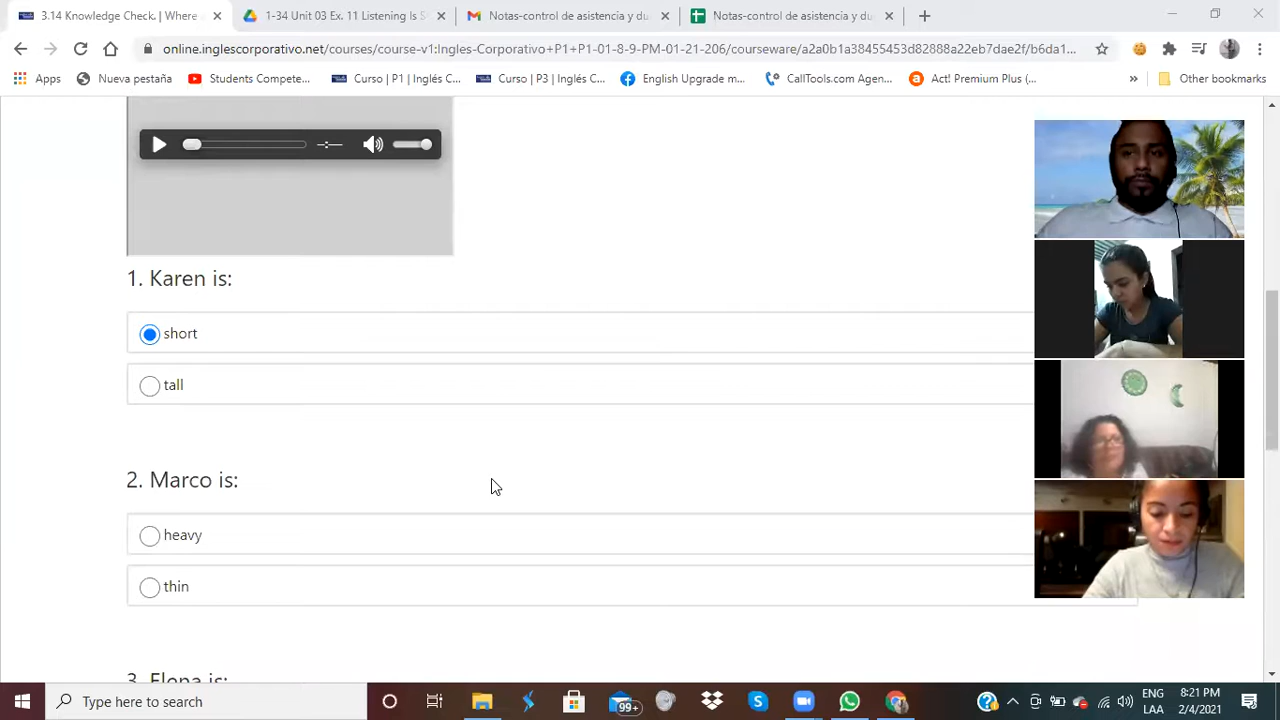 3.14 Knowledge Check. | Where a
1-34 Unit 03 Ex. 11 Listening Is S
Notas-control de asistencia y du
Notas-control de asistencia y du
online.inglescorporativo.net/courses/course-v1:Ingles-Corporativo+P1+P1-01-8-9-PM-01-21-206/courseware/a2a0b1a38455453d82888a22eb7dae2f/b6da1...
Apps
Nueva pestaña
Students Compete...
Curso | P1 | Inglés C...
Curso | P3 | Inglés C...
English Upgrade m...
CallTools.com Agen...
Act! Premium Plus (...
Other bookmarks
1. Karen is:
short
tall
2. Marco is:
heavy
thin
3. Elena is:
Type here to search
99+
ENG
LAA
8:21 PM
2/4/2021